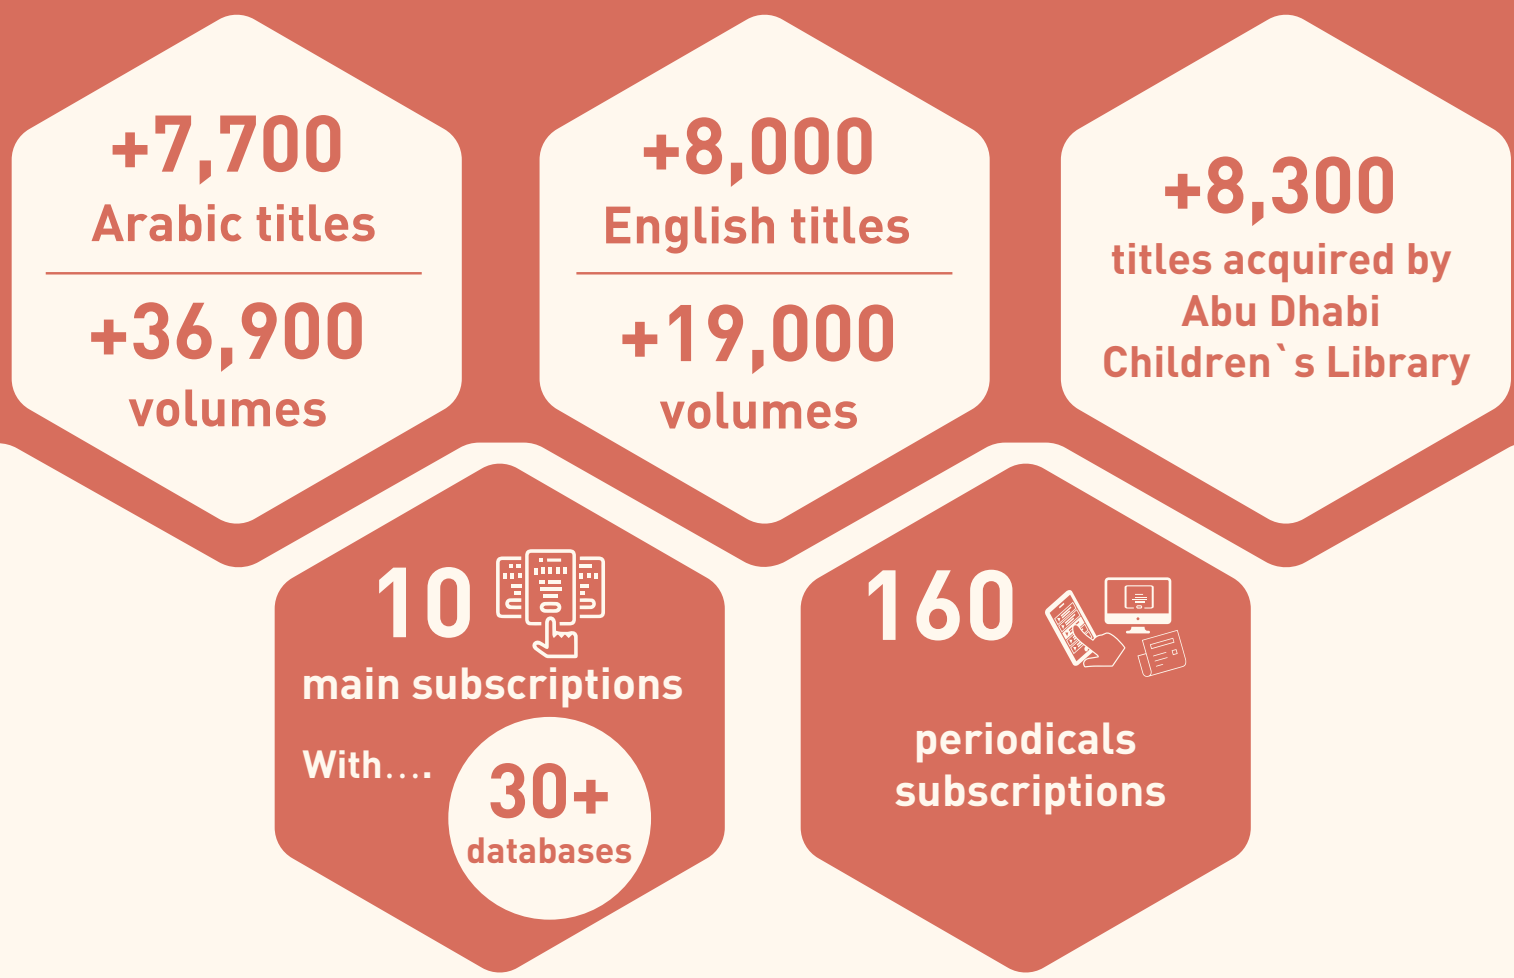 +7,700
Arabic titles
+36,900
volumes
+8,000
English titles
+19,000
volumes
+8,300
titles acquired by
Abu Dhabi
Children`s Library
10
main subscriptions
With....
30+
databases
160
periodicals
subscriptions